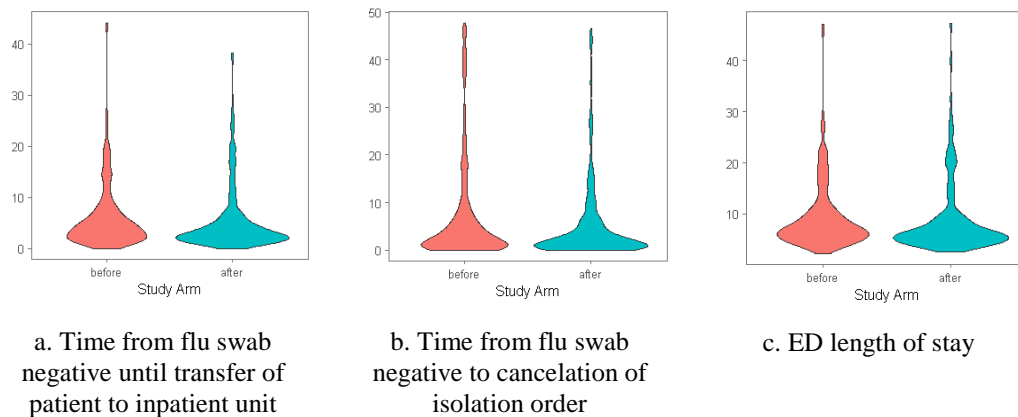 40
30
20
10
0
before
after
Study Arm
50
40
30
20
10
0
before
after
Study Arm
40
30
20
10
before
after
Study Arm
a. Time from flu swab
negative until transfer of
patient to inpatient unit
b. Time from flu swab
negative to cancelation of
isolation order
c. ED length of stay